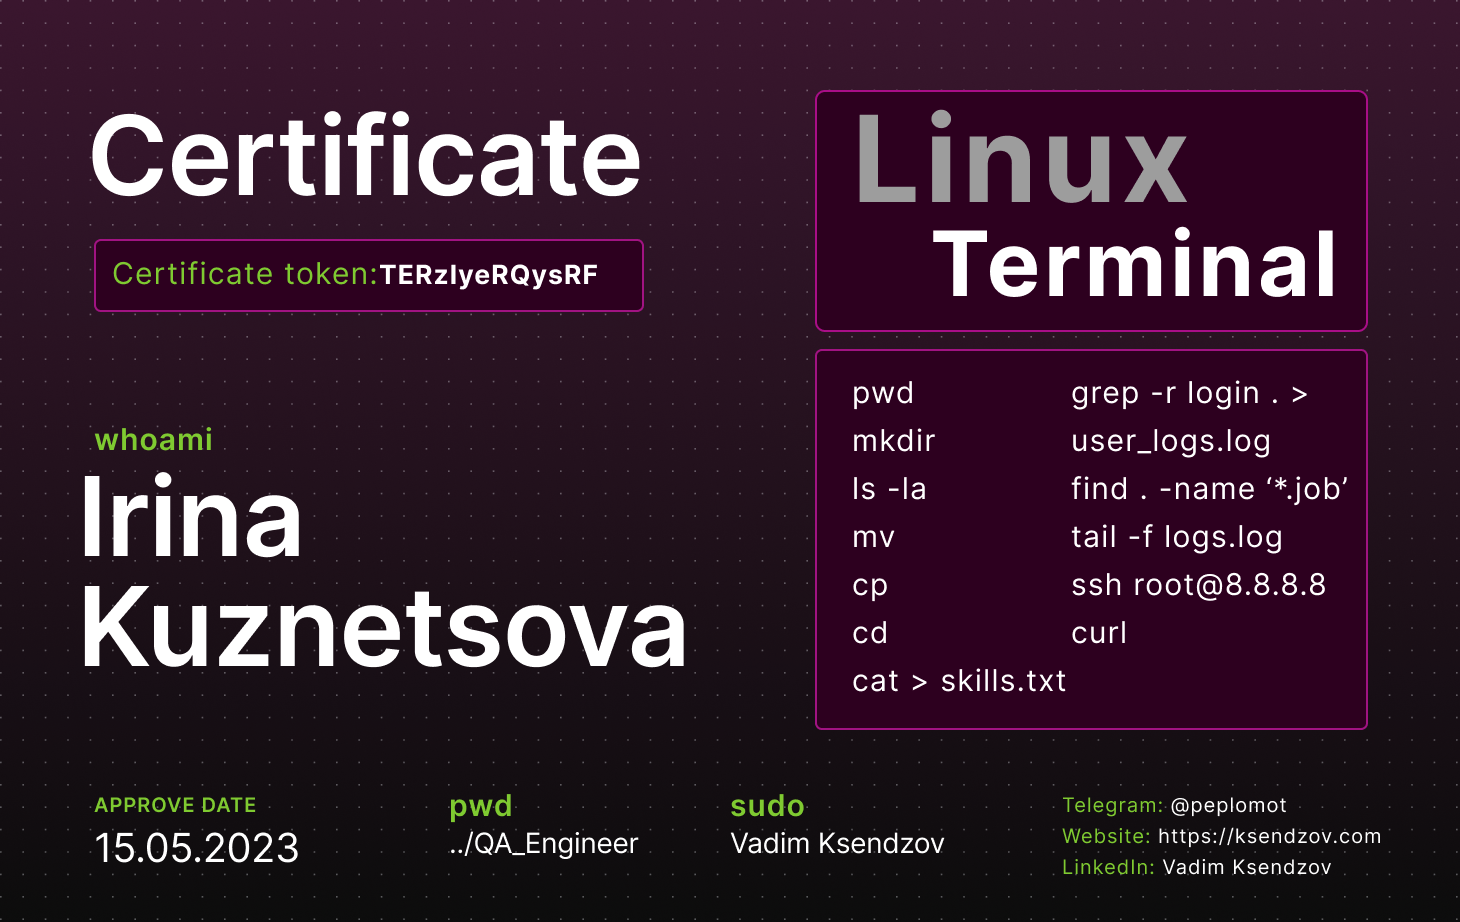 Certificate
Certificate token:TERzIyeRQysRF
whoami
Irina
Kuznetsova
Linux
Terminal
pwd
mkdir
ls -la
mv
cp
cd
cat > skills.txt
grep -r login . >
user_logs.log
find . -name ‘*.job’
tail -f logs.log
ssh root@8.8.8.8
curl
APPROVE DATE
15.05.2023
pwd
../QA_Engineer
sudo
Vadim Ksendzov
Telegram: @peplomot
Website: https://ksendzov.com
LinkedIn: Vadim Ksendzov